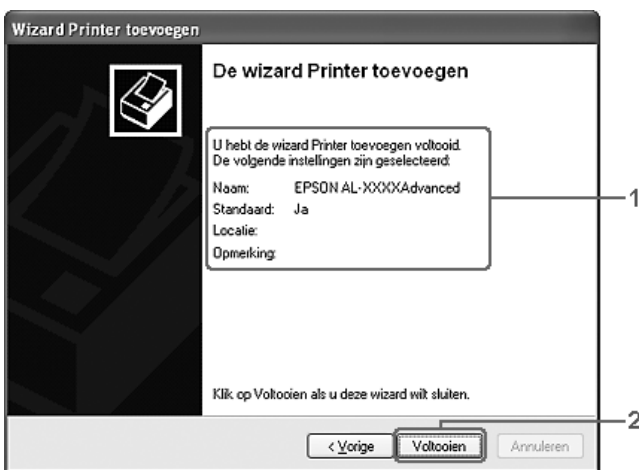 Wizard Printer toevoegen
De wizard Printer toevoegen
U hebt de wizard Printer toevoegen voltooid.
De volgende instellingen zijn geselecteerd:
Naam: EPSON AL-XXXXAdvanced
Standaard: Ja
Locatie:
Opmerking:
1
Klik op Voltooien als u deze wizard wilt sluiten.
2
< Vorige Voltooien Annuleren